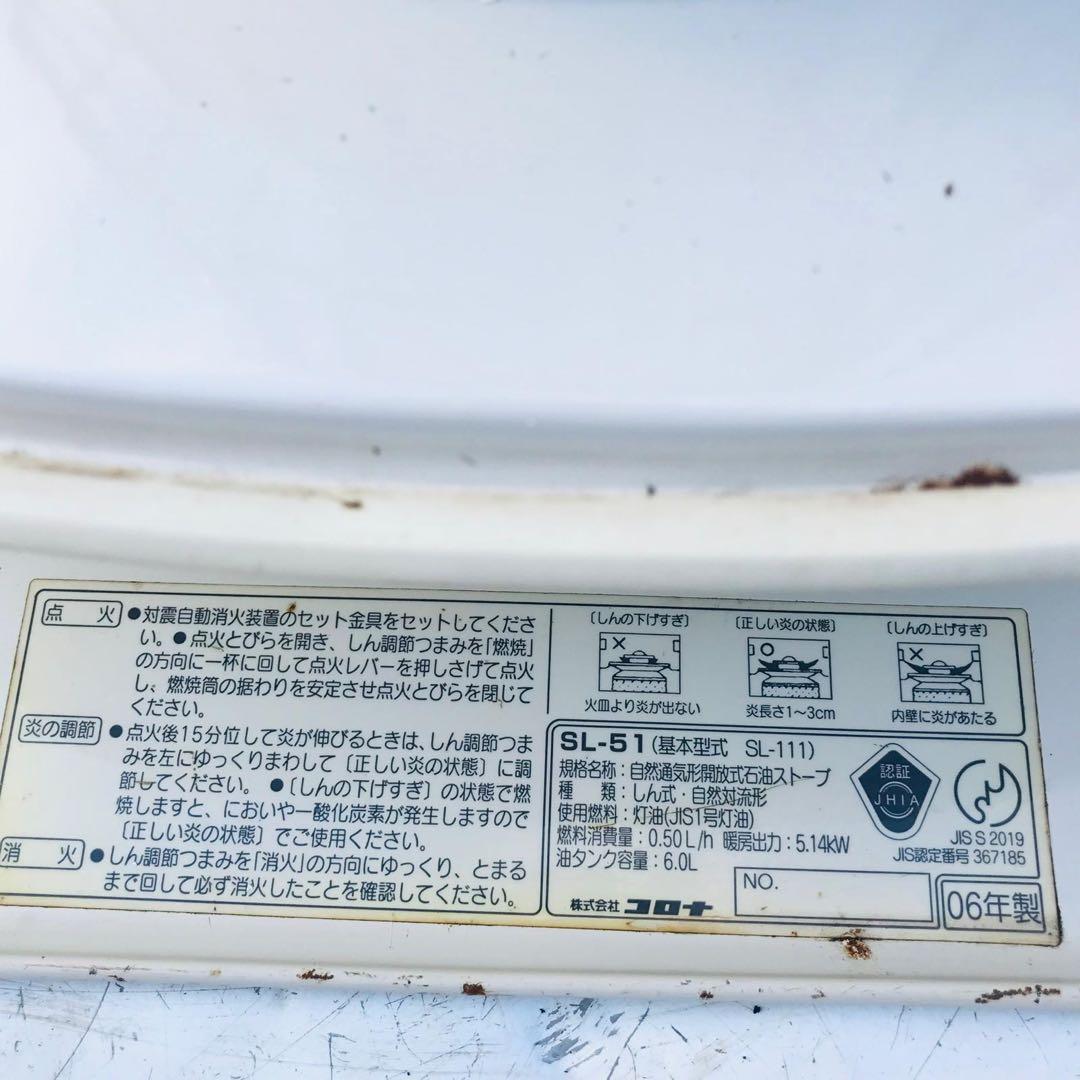 点火
●対震自動消火装置のセット金具をセットしてくださ
い。●点火とびらを開き、しん調節つまみを「燃焼」
の方向に一杯に回して点火レバーを押しさげて点火
し、燃焼筒の据わりを安定させ点火とびらを閉じて
ください。
炎の調節
●点火後15分位して炎が伸びるときは、しん調節つま
みを左にゆっくりまわして〔正しい炎の状態〕に調
節してください。●〔しんの下げすぎ〕の状態で燃
焼しますと、においや一酸化炭素が発生しますので
〔正しい炎の状態〕でご使用ください。
消火
●しん調節つまみを「消火」の方向にゆっくり、とまる
まで回して必ず消火したことを確認してください。
〔しんの下げすぎ〕
火皿より炎が出ない
〔正しい炎の状態〕
炎長さ1~3cm
〔しんの上げすぎ〕
内壁に炎があたる
SL-51(基本型式 SL-111)
規格名称:自然通気形開放式石油ストーブ
種類:しん式・自然対流形
使用燃料:灯油(JIS1号灯油)
燃料消費量:0.50L/h 暖房出力:5.14kW
油タンク容量:6.0L
認証
JHIA
JIS S 2019
JIS認定番号 367185
株式会社 コロナ
NO.
06年製